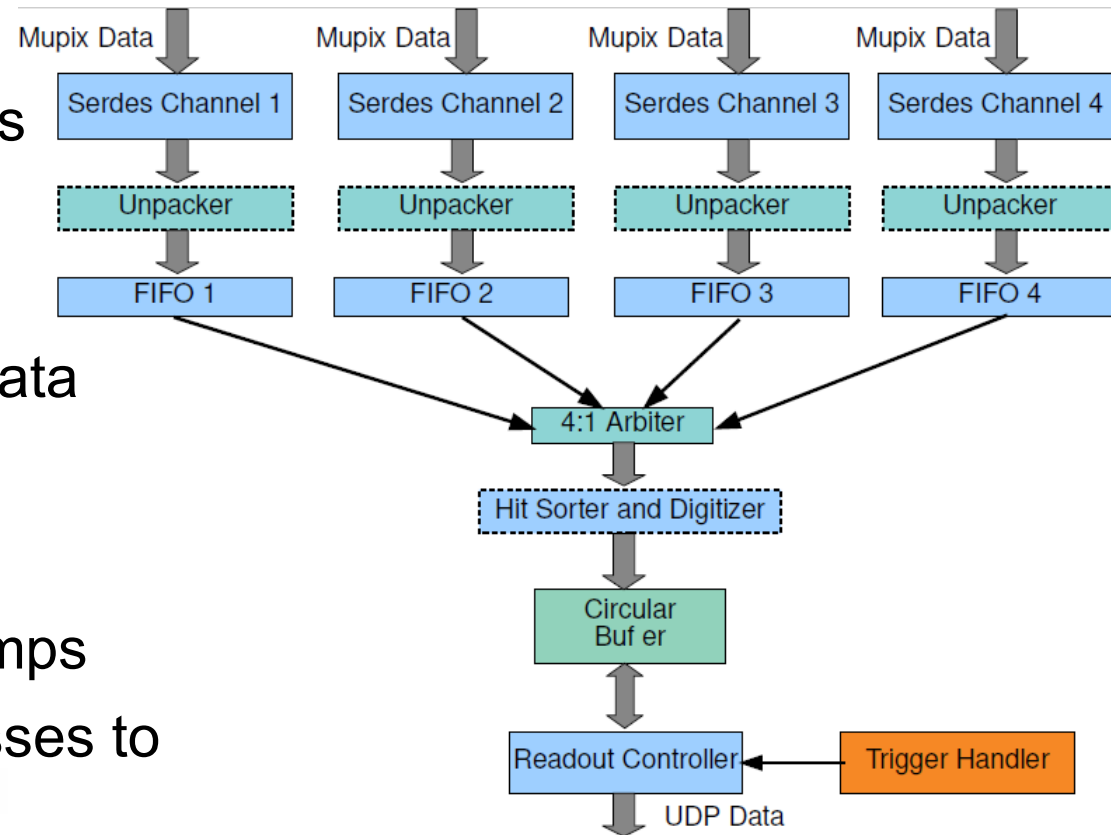 Mupix Data Mupix Data Mupix Data Mupix Data
Serdes Channel 1 Serdes Channel 2 Serdes Channel 3 Serdes Channel 4
s
Unpacker Unpacker Unpacker Unpacker
FIFO 1 FIFO 2 FIFO 3 FIFO 4
ata
4:1 Arbiter
Hit Sorter and Digitizer
Circular
Buf er
mps
sses to
Readout Controller Trigger Handler
UDP Data